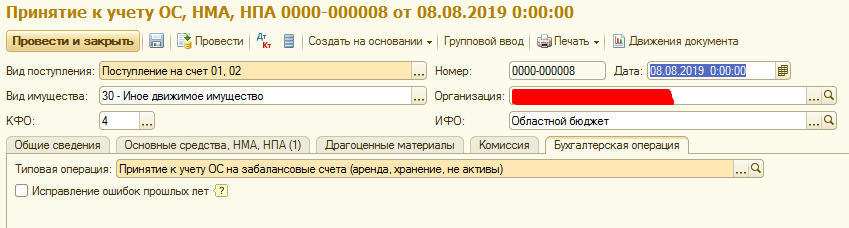 Принятие к учету ОС, НМА, НПА 0000-000008 от 08.08.2019 0:00:00
Провести и закрыть Провести Дт Кт Создать на основании Групповой ввод Печать Движения документа
Вид поступления: Поступление на счет 01, 02 ... Номер: 0000-000008 Дата: 08.08.2019 0:00:00
Вид имущества: 30 - Иное движимое имущество ... Организация: ...
КФО: 4 ... ИФО: Областной бюджет ...
Общие сведения Основные средства, НМА, НПА (1) Драгоценные материалы Комиссия Бухгалтерская операция
Типовая операция: Принятие к учету ОС на забалансовые счета (аренда, хранение, не активы) ...
Исправление ошибок прошлых лет ?